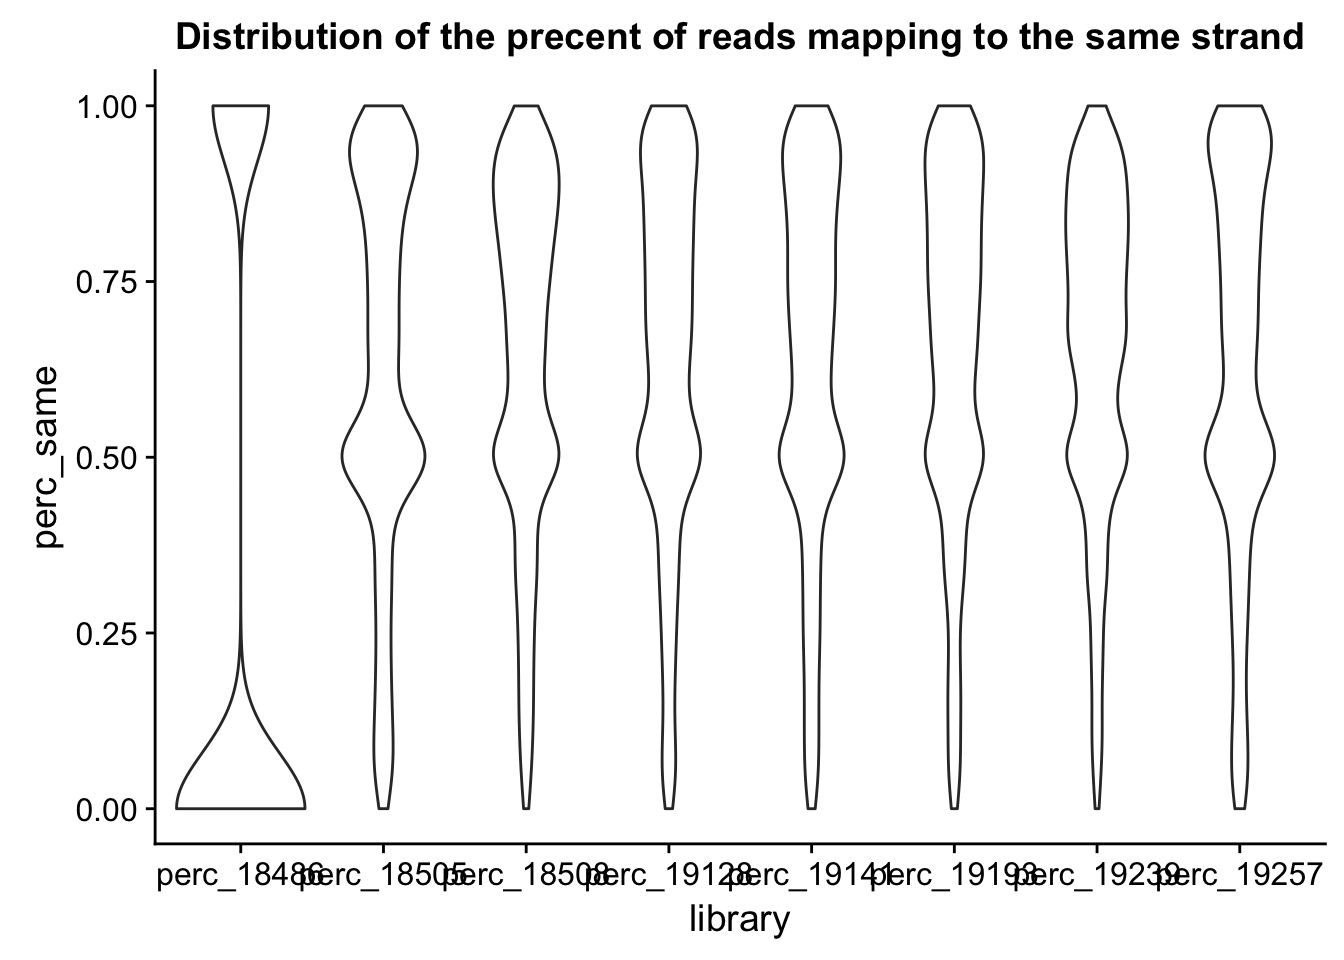 Distribution of the precent of reads mapping to the same strand
1.00
0.75
0.50
0.25
0.00
perc_same
perc_18486 perc_18505 perc_18508 perc_19128 perc_19141 perc_19193 perc_19239 perc_19257
library